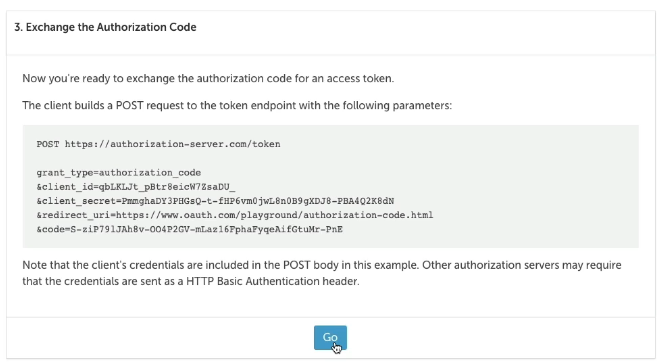 3. Exchange the Authorization Code
Now you're ready to exchange the authorization code for an access token.
The client builds a POST request to the token endpoint with the following parameters:
POST https://authorization-server.com/token
grant_type=authorization_code
&client_id=qbLKLJt_pBtr8eicW7ZsaDU_
&client_secret=PmmghaDY3PHGsQ-t-fHP6vm0jwL8n0B9gXDJ8-PBA4Q2K8dN
&redirect_uri=https://www.oauth.com/playground/authorization-code.html
&code=S-ziP79lJAh8v-OO4P2GV-mLaz16FphaFyqeAifGtuMr-PnE
Note that the client's credentials are included in the POST body in this example. Other authorization servers may require
that the credentials are sent as a HTTP Basic Authentication header.
Go